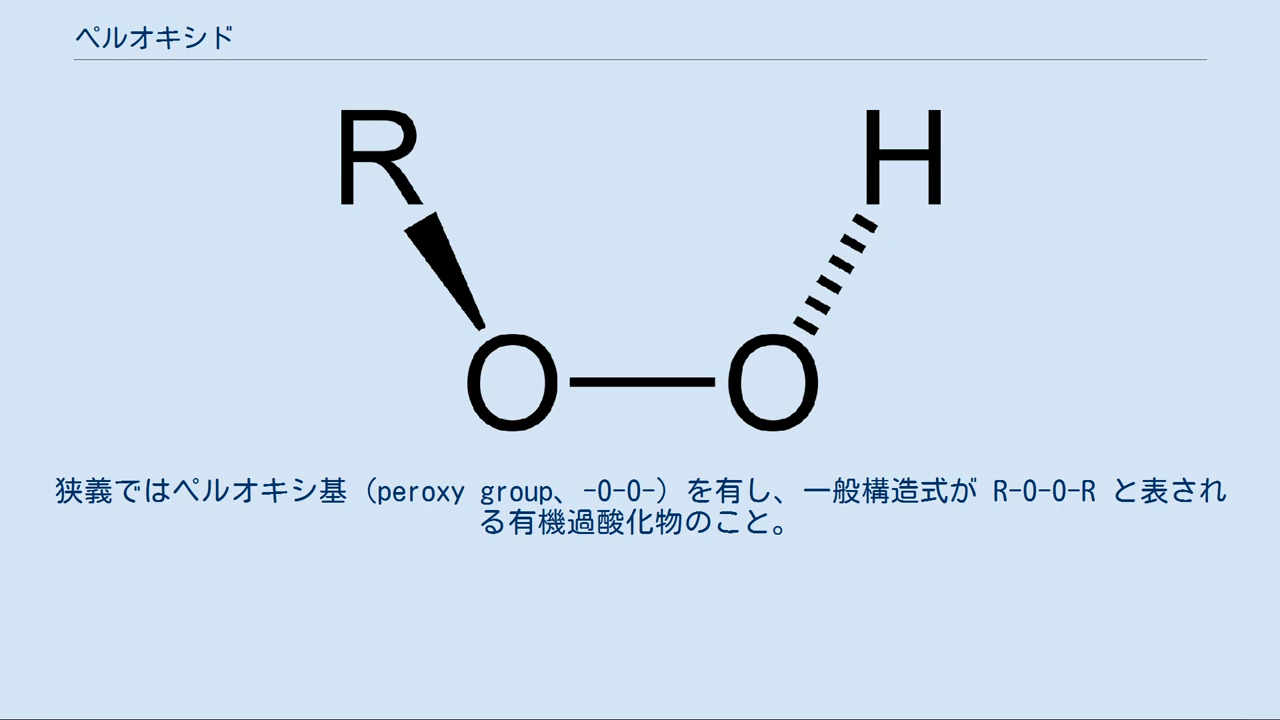 ペルオキシド
R H
O O
狭義ではペルオキシ基（peroxy group、-O-O-）を有し、一般構造式が R-O-O-R と表され
る有機過酸化物のこと。